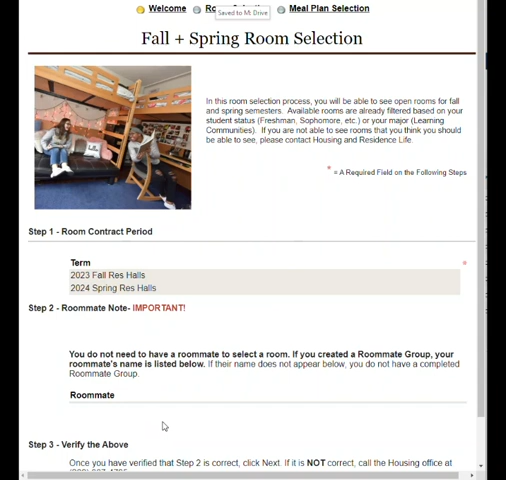 Welcome
Saved to My Drive
Meal Plan Selection
Fall + Spring Room Selection
In this room selection process, you will be able to see open rooms for fall
and spring semesters. Available rooms are already filtered based on your
student status (Freshman, Sophomore, etc.) or your major (Learning
Communities). If you are not able to see rooms that you think you should
be able to see, please contact Housing and Residence Life.
* = A Required Field on the Following Steps
Step 1 - Room Contract Period
Term
*
2023 Fall Res Halls
2024 Spring Res Halls
Step 2 - Roommate Note- IMPORTANT!
You do not need to have a roommate to select a room. If you created a Roommate Group, your
roommate's name is listed below. If their name does not appear below, you do not have a completed
Roommate Group.
Roommate
Step 3 - Verify the Above
Once you have verified that Step 2 is correct, click Next. If it is NOT correct, call the Housing office at